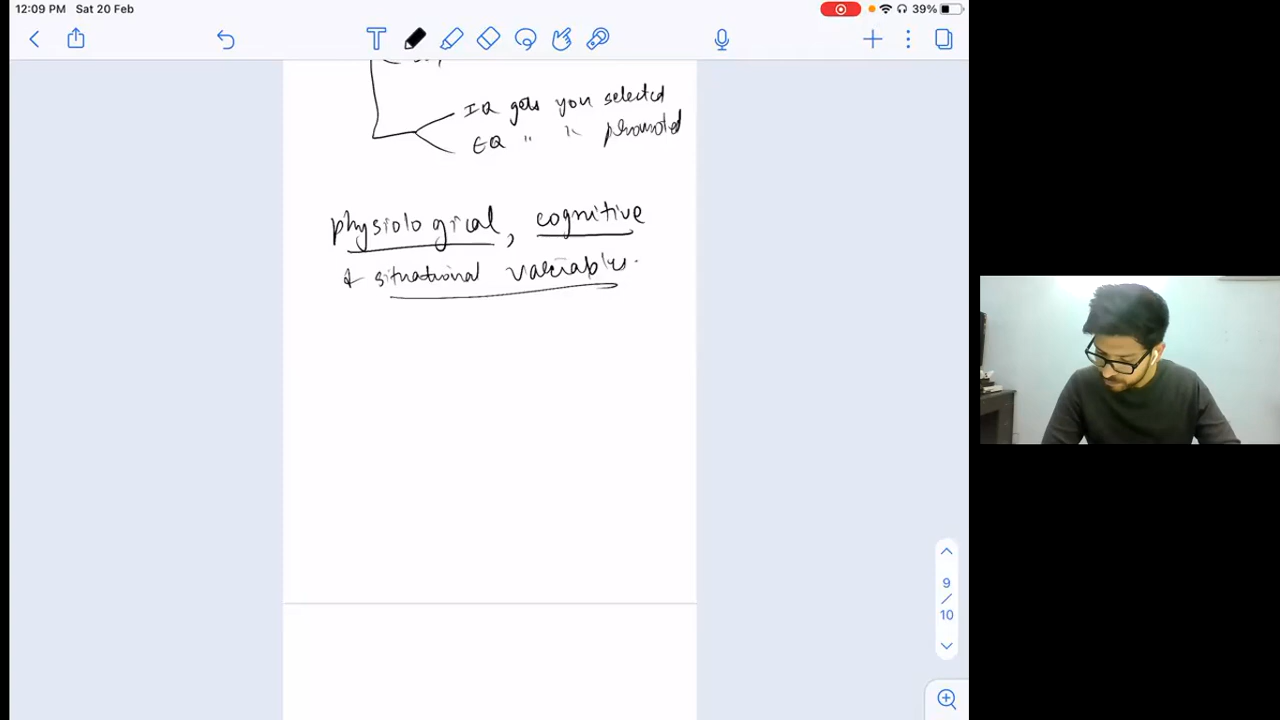 12:09 PM Sat 20 Feb
39%
T
IQ gets you selected
EQ " " promoted
physiological, cognitive
& situational variables.
9
/
10